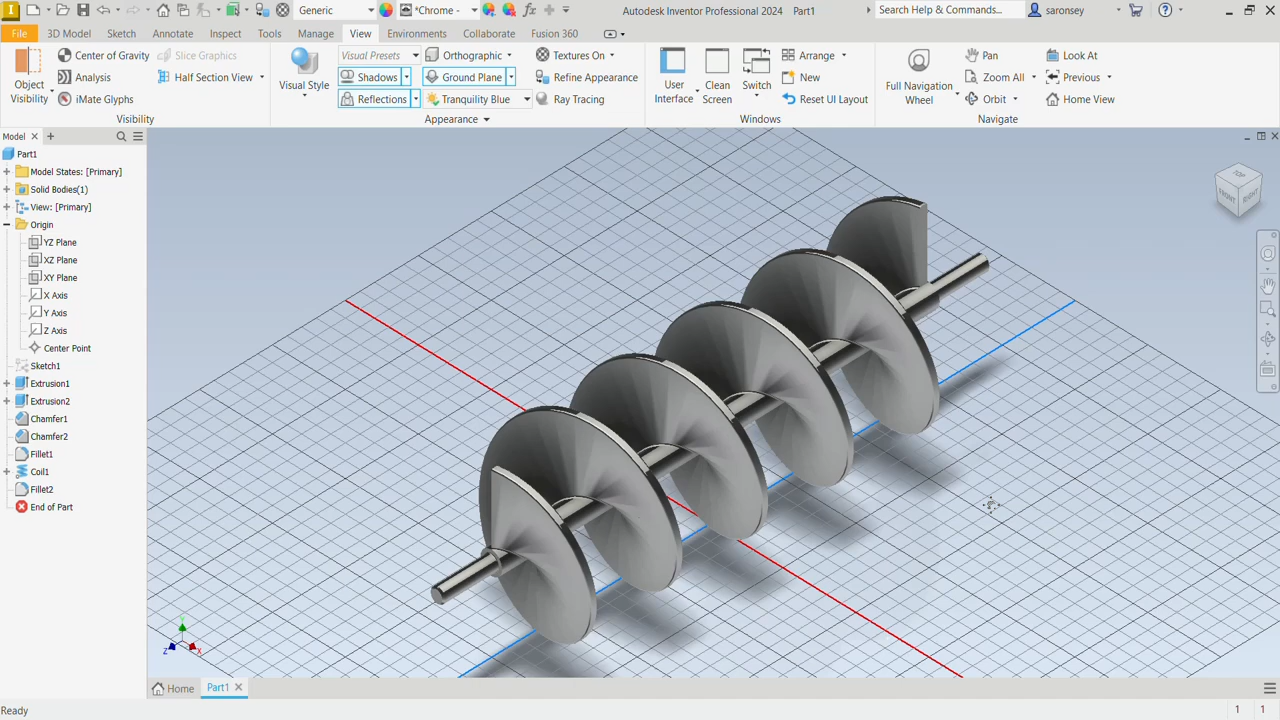 Generic
*Chrome -
fx
Autodesk Inventor Professional 2024 Part1
Search Help & Commands...
saronsey
File
3D Model
Sketch
Annotate
Inspect
Tools
Manage
View
Environments
Collaborate
Fusion 360
Object
Visibility
Center of Gravity
Analysis
iMate Glyphs
Slice Graphics
Half Section View
Visibility
Visual Style
Visual Presets
Shadows
Reflections
Orthographic
Ground Plane
Tranquility Blue
Textures On
Refine Appearance
Ray Tracing
Appearance
User
Interface
Clean
Screen
Switch
Arrange
New
Reset UI Layout
Windows
Full Navigation
Wheel
Pan
Zoom All
Orbit
Look At
Previous
Home View
Navigate
Model
Part1
Model States: [Primary]
Solid Bodies(1)
View: [Primary]
Origin
YZ Plane
XZ Plane
XY Plane
X Axis
Y Axis
Z Axis
Center Point
Sketch1
Extrusion1
Extrusion2
Chamfer1
Chamfer2
Fillet1
Coil1
Fillet2
End of Part
TOP
FRONT
RIGHT
Z
X
Home
Part1
Ready
1
1